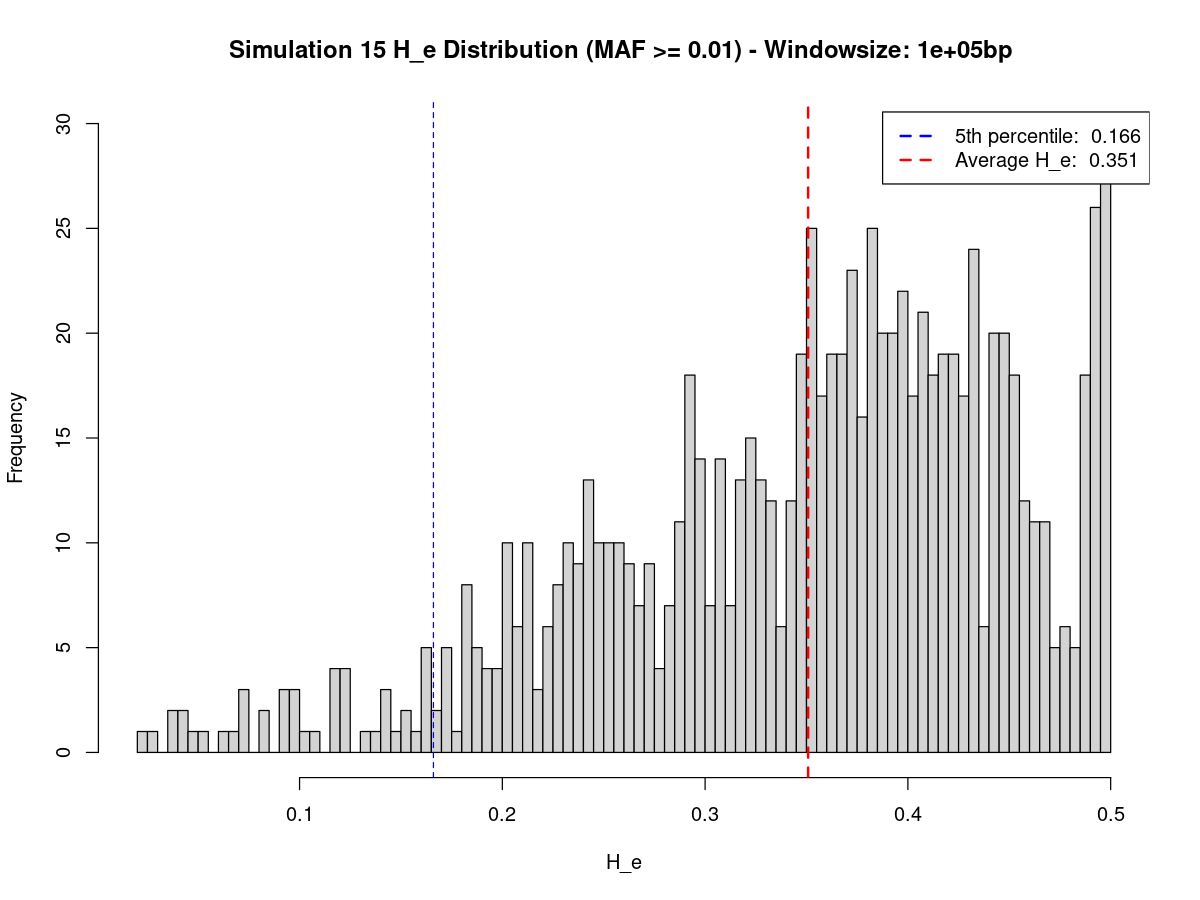 Simulation 15 H_e Distribution (MAF >= 0.01) - Windowsize: 1e+05bp
5th percentile: 0.166
Average H_e: 0.351
Frequency
30
25
20
15
10
5
0
0.1 0.2 0.3 0.4 0.5
H_e